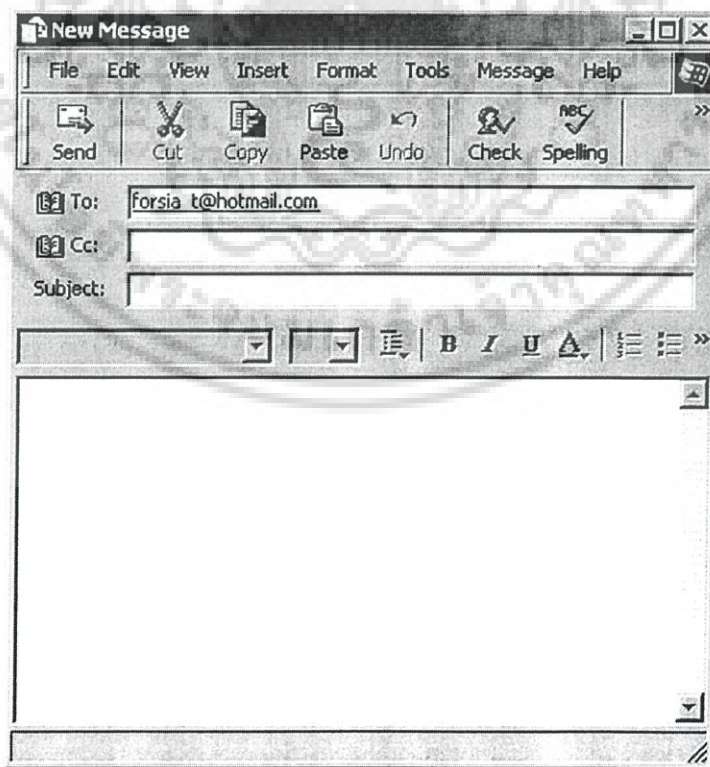 New Message
File Edit View Insert Format Tools Message Help
Send Cut Copy Paste Undo Check ABC Spelling
To: forsia_t@hotmail.com
Cc:
Subject:
B I U A